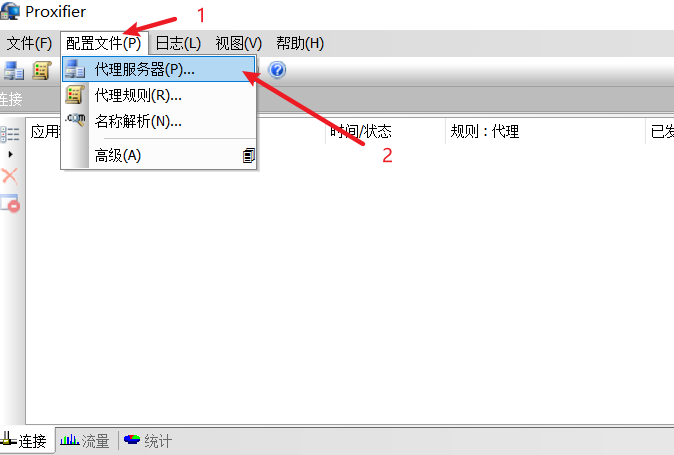 Proxifier
1
文件(F) 配置文件(P) 日志(L) 视图(V) 帮助(H)
代理服务器(P)...
连接
代理规则(R)...
.com 名称解析(N)...
应用 时间/状态 规则 : 代理 已发
2
高级(A)
连接 流量 统计